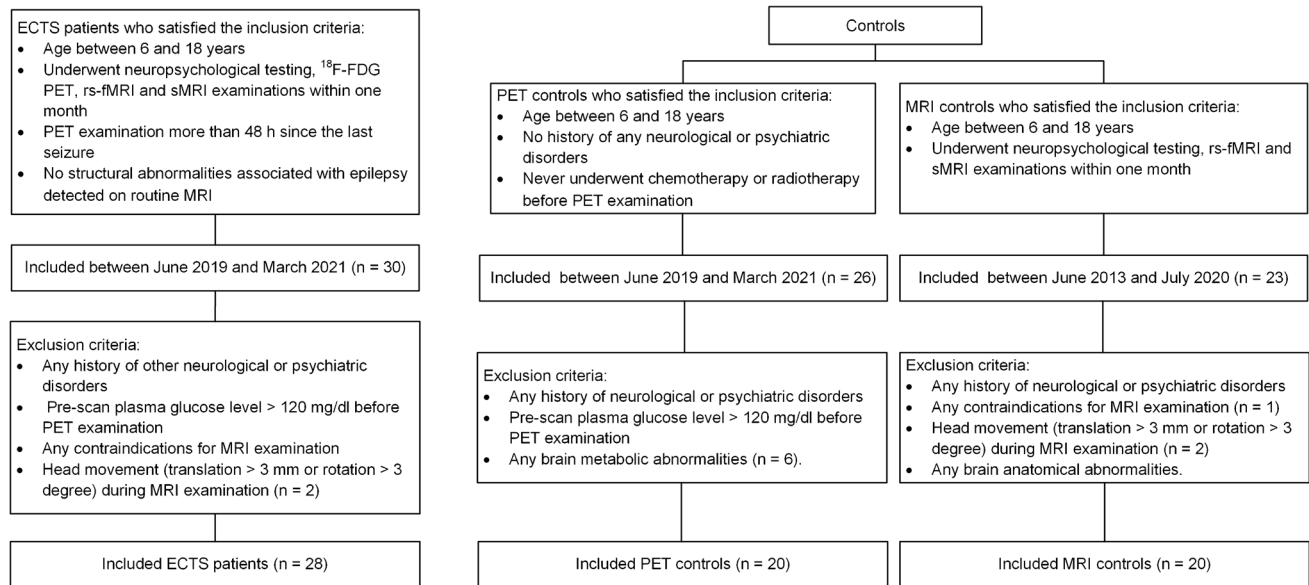 ECTS patients who satisfied the inclusion criteria:
• Age between 6 and 18 years
• Underwent neuropsychological testing, ¹⁸F-FDG
PET, rs-fMRI and sMRI examinations within one
month
• PET examination more than 48 h since the last
seizure
• No structural abnormalities associated with epilepsy
detected on routine MRI
Included between June 2019 and March 2021 (n = 30)
Exclusion criteria:
• Any history of other neurological or psychiatric
disorders
• Pre-scan plasma glucose level > 120 mg/dl before
PET examination
• Any contraindications for MRI examination
• Head movement (translation > 3 mm or rotation > 3
degree) during MRI examination (n = 2)
Included ECTS patients (n = 28)
Controls
PET controls who satisfied the inclusion criteria:
• Age between 6 and 18 years
• No history of any neurological or psychiatric
disorders
• Never underwent chemotherapy or radiotherapy
before PET examination
Included between June 2019 and March 2021 (n = 26)
Exclusion criteria:
• Any history of neurological or psychiatric disorders
• Pre-scan plasma glucose level > 120 mg/dl before
PET examination
• Any brain metabolic abnormalities (n = 6).
Included PET controls (n = 20)
MRI controls who satisfied the inclusion criteria:
• Age between 6 and 18 years
• Underwent neuropsychological testing, rs-fMRI and
sMRI examinations within one month
Included between June 2013 and July 2020 (n = 23)
Exclusion criteria:
• Any history of neurological or psychiatric disorders
• Any contraindications for MRI examination (n = 1)
• Head movement (translation > 3 mm or rotation > 3
degree) during MRI examination (n = 2)
• Any brain anatomical abnormalities.
Included MRI controls (n = 20)